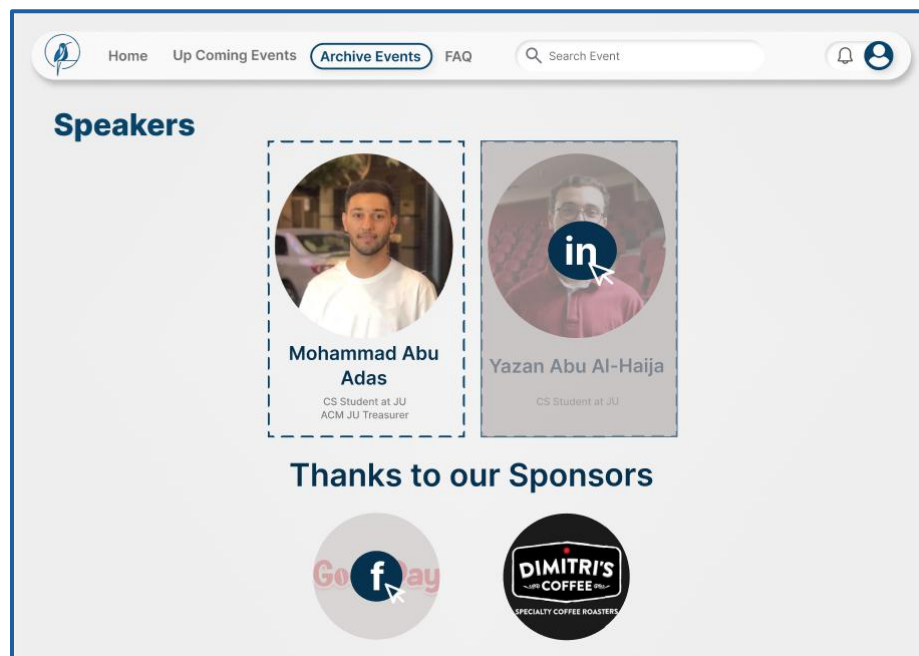 Home Up Coming Events Archive Events FAQ Search Event
Speakers
Mohammad Abu
Adas
CS Student at JU
ACM JU Treasurer
in
Yazan Abu Al-Haija
CS Student at JU
Thanks to our Sponsors
f
DIMITRI'S
COFFEE
SPECIALTY COFFEE ROASTERS